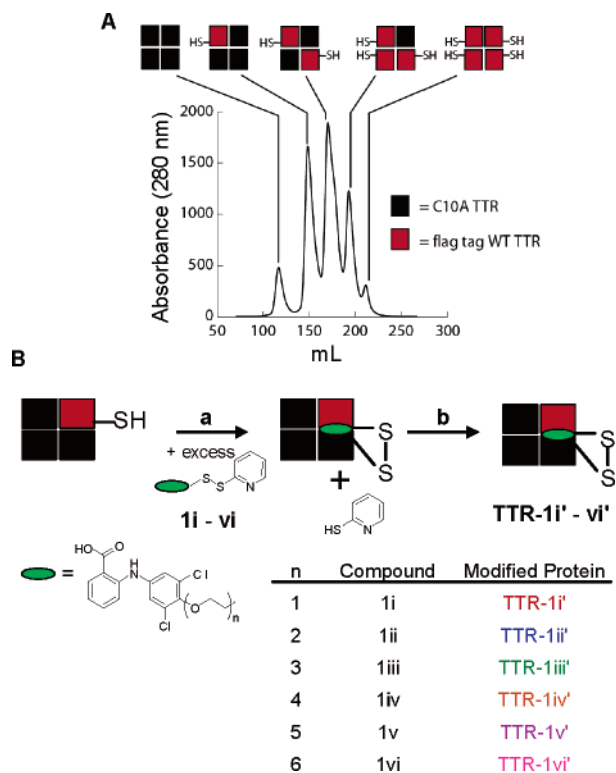 A
HS
HS
SH
HS
HS
SH
HS
HS
SH
SH
Absorbance (280 nm)
2000
1500
1000
500
0
50
100
150
200
250
300
mL
= C10A TTR
= flag tag WT TTR
B
SH
a
+ excess
S
S
N
1i - vi
S
S
+
HS
N
b
S
S
TTR-1i' - vi'
=
HO
O
H
N
Cl
Cl
O
n
n Compound Modified Protein
1 1i TTR-1i'
2 1ii TTR-1ii'
3 1iii TTR-1iii'
4 1iv TTR-1iv'
5 1v TTR-1v'
6 1vi TTR-1vi'